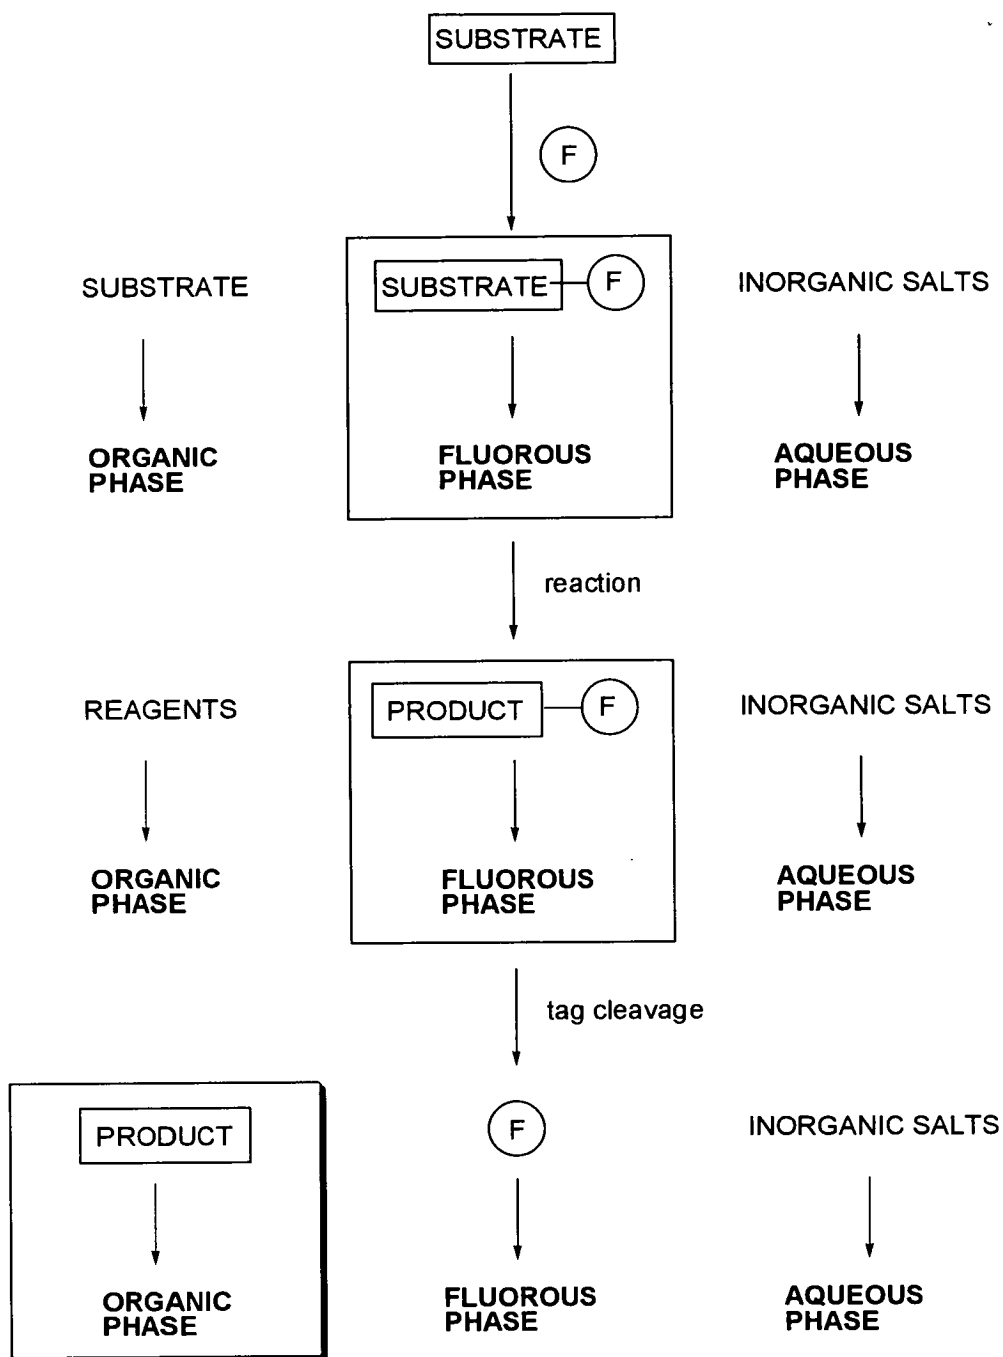 SUBSTRATE
F
SUBSTRATE
SUBSTRATE
F
INORGANIC SALTS
ORGANIC
PHASE
FLUOROUS
PHASE
AQUEOUS
PHASE
reaction
REAGENTS
PRODUCT
F
INORGANIC SALTS
ORGANIC
PHASE
FLUOROUS
PHASE
AQUEOUS
PHASE
tag cleavage
PRODUCT
F
INORGANIC SALTS
ORGANIC
PHASE
FLUOROUS
PHASE
AQUEOUS
PHASE